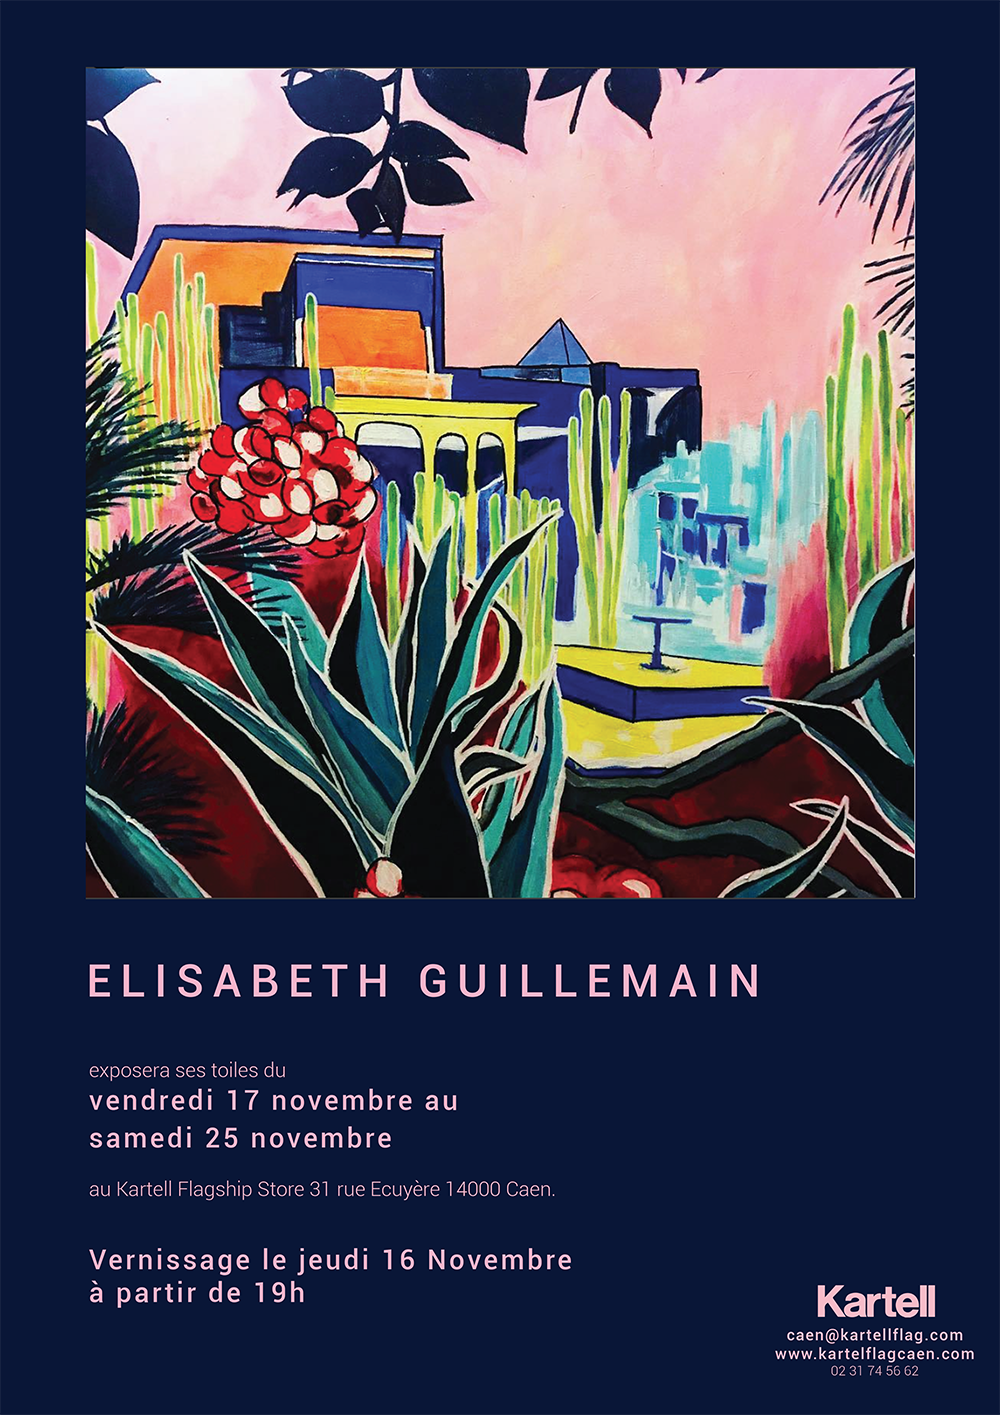 ELISABETH GUILLEMAIN
exposera ses toiles du
vendredi 17 novembre au
samedi 25 novembre
au Kartell Flagship Store 31 rue Ecuyère 14000 Caen.
Vernissage le jeudi 16 Novembre
à partir de 19h
Kartell
caen@kartellflag.com
www.kartelflagcaen.com
02 31 74 56 62